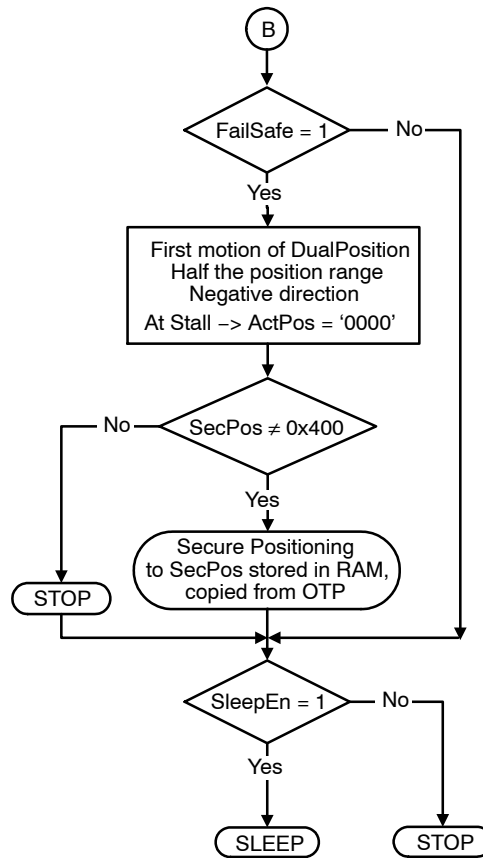 B
FailSafe = 1
No
Yes
First motion of DualPosition
Half the position range
Negative direction
At Stall −> ActPos = ‘0000’
No
SecPos ≠ 0x400
Yes
Secure Positioning
to SecPos stored in RAM,
copied from OTP
STOP
SleepEn = 1
No
Yes
SLEEP
STOP